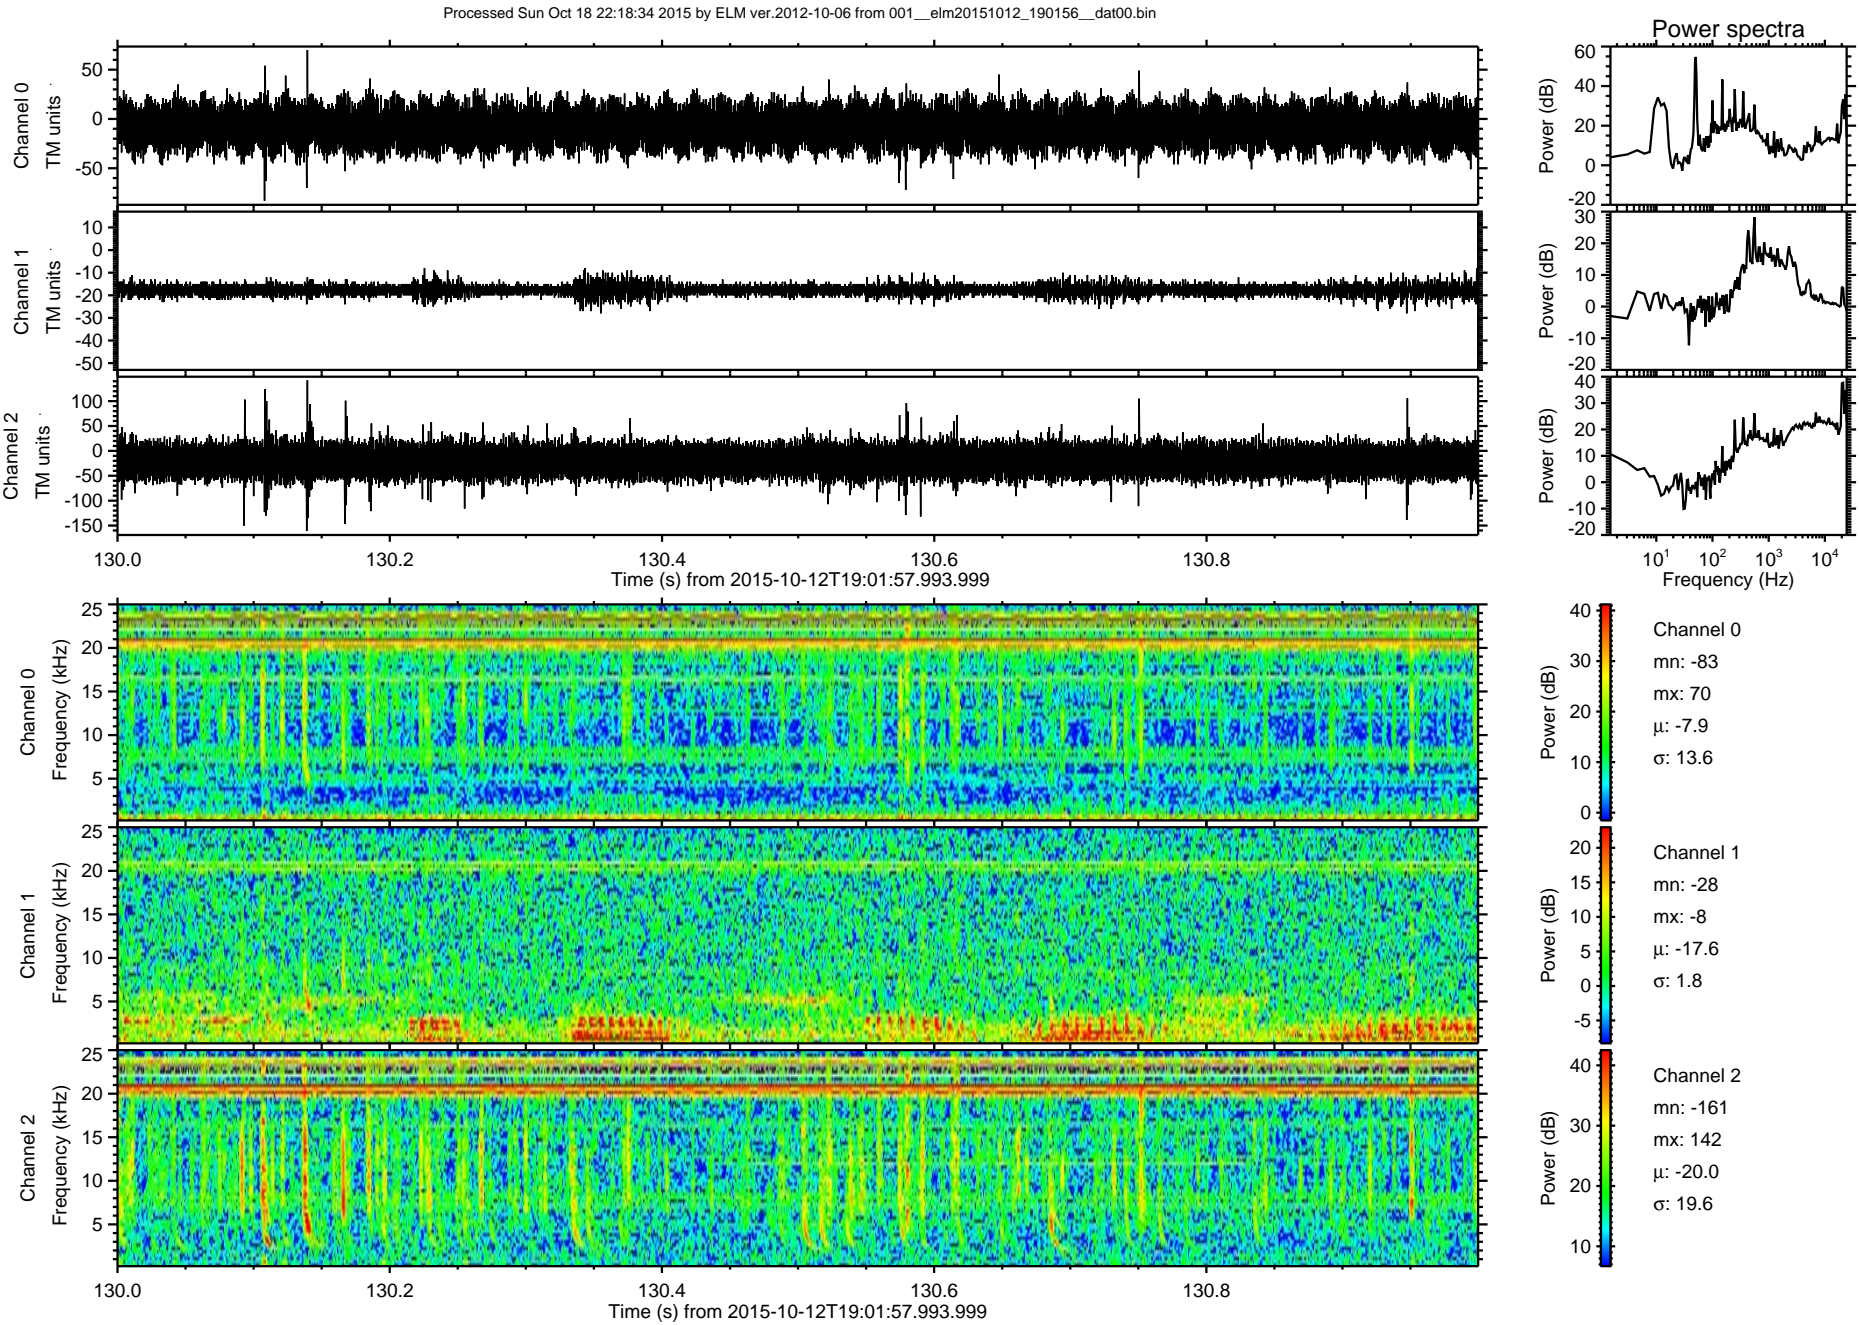 Processed Sun Oct 18 22:18:34 2015 by ELM ver.2012-10-06 from 001__elm20151012_190156__dat00.bin
Power spectra
Channel 0
TM units
50
0
-50
Power (dB)
60
40
20
0
-20
Channel 1
TM units
10
0
-10
-20
-30
-40
-50
Power (dB)
30
20
10
0
-10
-20
Channel 2
TM units
100
50
0
-50
-100
-150
Power (dB)
40
30
20
10
0
-10
-20
130.0 130.2 130.4 130.6 130.8
Time (s) from 2015-10-12T19:01:57.993.999
10^1 10^2 10^3 10^4
Frequency (Hz)
Channel 0
Frequency (kHz)
25
20
15
10
5
Power (dB)
40
30
20
10
0
Channel 0
mn: -83
mx: 70
μ: -7.9
σ: 13.6
Channel 1
Frequency (kHz)
25
20
15
10
5
Power (dB)
20
15
10
5
0
-5
Channel 1
mn: -28
mx: -8
μ: -17.6
σ: 1.8
Channel 2
Frequency (kHz)
25
20
15
10
5
Power (dB)
40
30
20
10
Channel 2
mn: -161
mx: 142
μ: -20.0
σ: 19.6
130.0 130.2 130.4 130.6 130.8
Time (s) from 2015-10-12T19:01:57.993.999